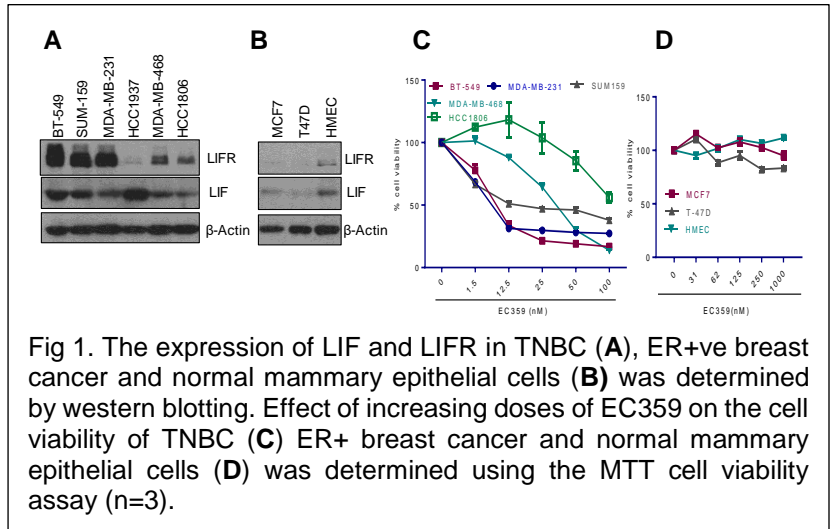 A
B
C
D
BT-549
SUM-159
MDA-MB-231
HCC1937
MDA-MB-468
HCC1806
LIFR
LIF
β-Actin
MCF7
T47D
HMEC
LIFR
LIF
β-Actin
BT-549 MDA-MB-231 SUM159
MDA-MB-468
HCC1806
150
100
50
0
% cell viability
0 1.5 12.5 25 50 100
EC359 (nM)
150
100
50
0
% cell viability
MCF7
T-47D
HMEC
0 31 62 125 250 1000
EC359(nM)
Fig 1. The expression of LIF and LIFR in TNBC (A), ER+ve breast
cancer and normal mammary epithelial cells (B) was determined
by western blotting. Effect of increasing doses of EC359 on the cell
viability of TNBC (C) ER+ breast cancer and normal mammary
epithelial cells (D) was determined using the MTT cell viability
assay (n=3).